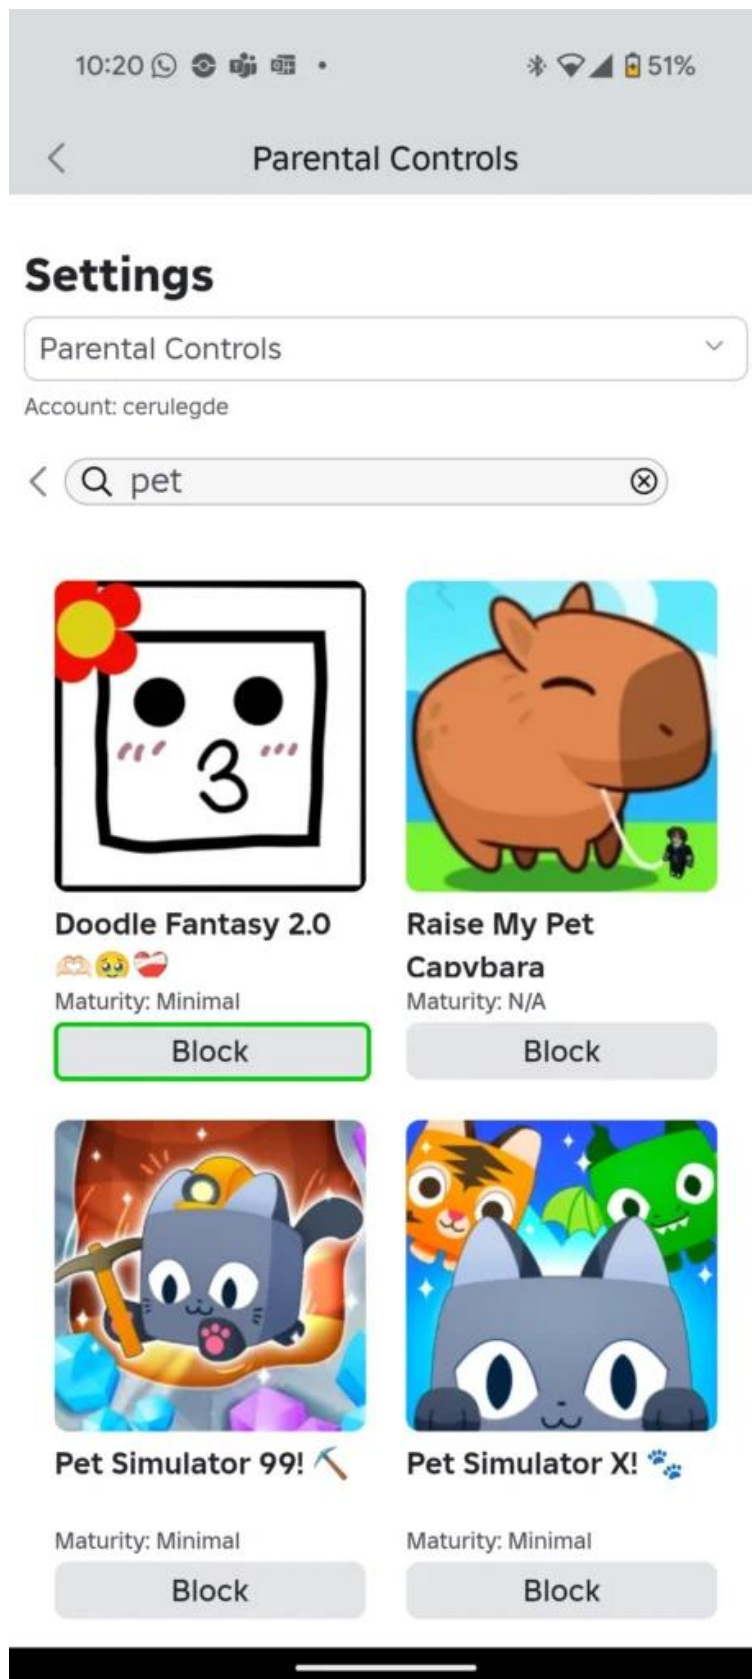 10:20 51%
Parental Controls
Settings
Parental Controls
Account: cerulegde
pet
Doodle Fantasy 2.0
🫶🏻🥹❤️‍🩹
Maturity: Minimal
Block
Raise My Pet
Capybara
Maturity: N/A
Block
Pet Simulator 99! ⛏️
Maturity: Minimal
Block
Pet Simulator X! 🐾
Maturity: Minimal
Block